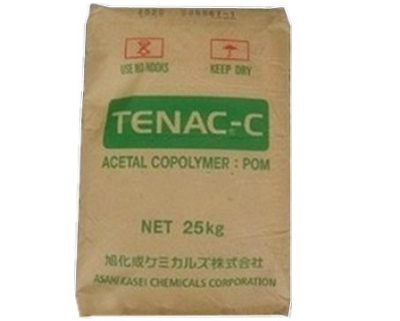 USE NO HOOKS KEEP DRY
TENAC-C
ACETAL COPOLYMER : POM
NET 25kg
旭化成ケミカルズ株式会社
ASAHI KASEI CHEMICALS CORPORATION